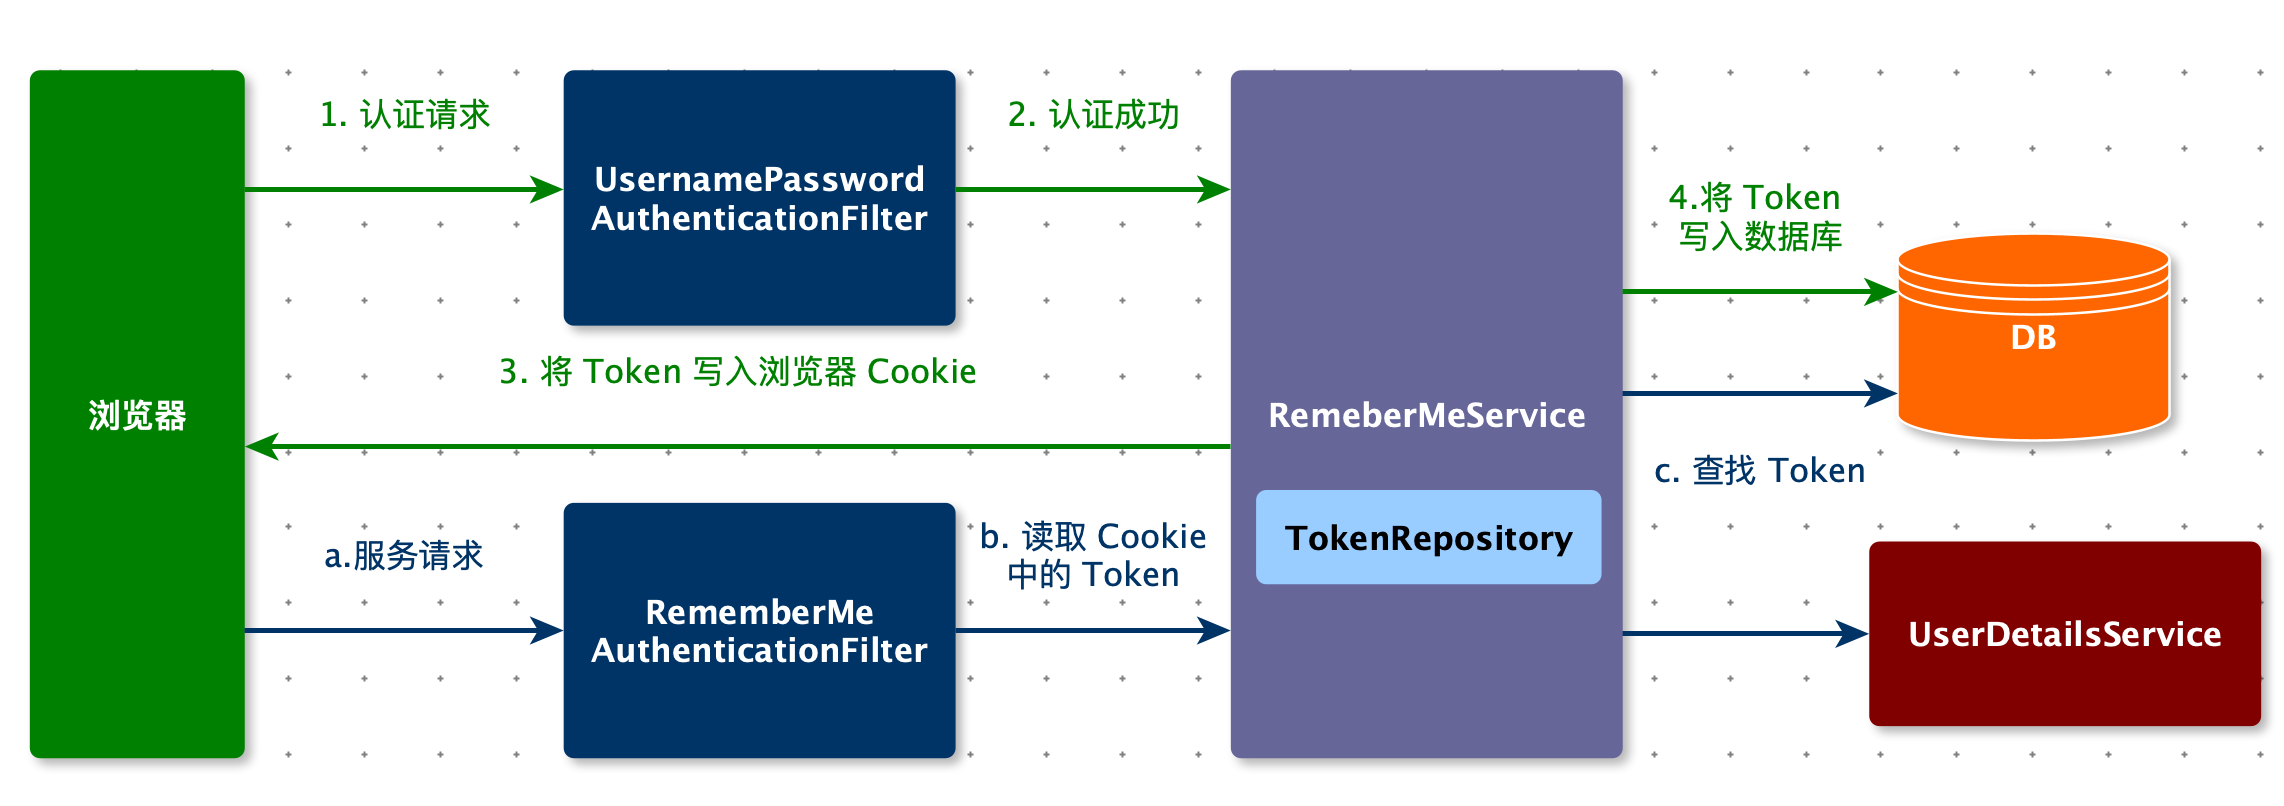 1. 认证请求
2. 认证成功
UsernamePassword
AuthenticationFilter
4.将 Token
写入数据库
DB
3. 将 Token 写入浏览器 Cookie
浏览器
RemeberMeService
c. 查找 Token
TokenRepository
a.服务请求
b. 读取 Cookie
中的 Token
RememberMe
AuthenticationFilter
UserDetailsService